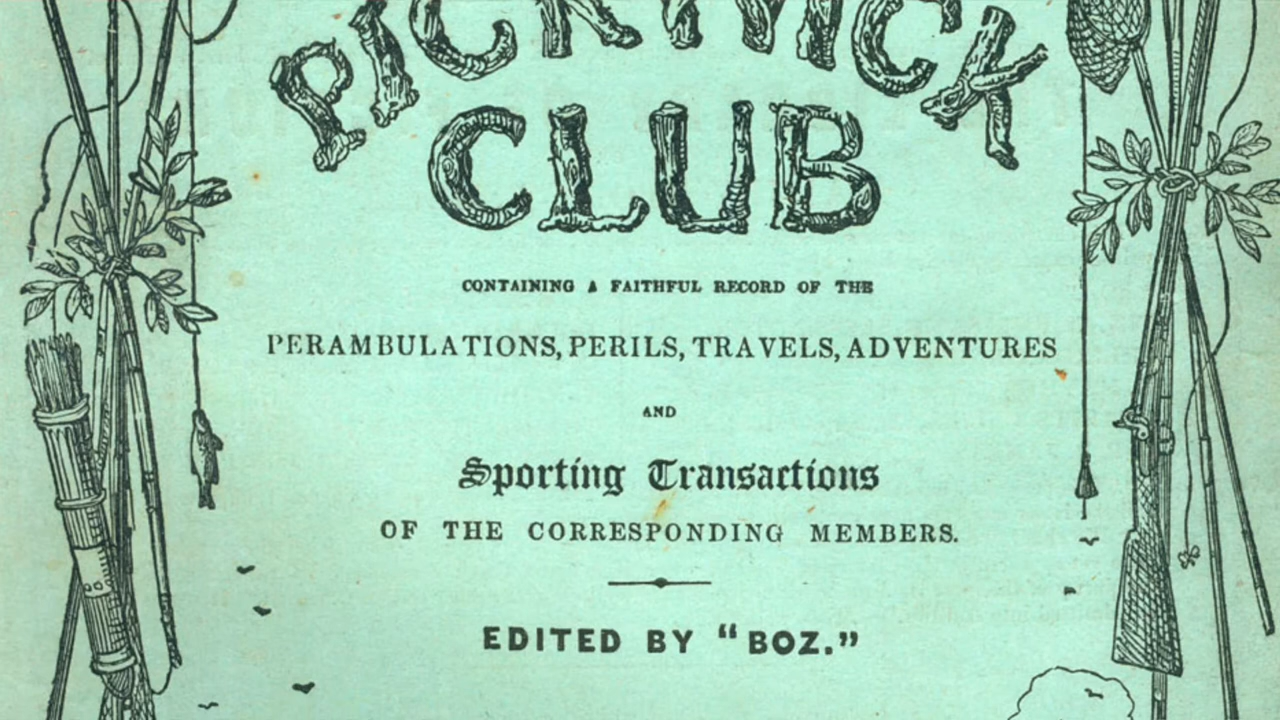 PICKWICK
CLUB
CONTAINING A FAITHFUL RECORD OF THE
PERAMBULATIONS, PERILS, TRAVELS, ADVENTURES
AND
Sporting Transactions
OF THE CORRESPONDING MEMBERS.
EDITED BY "BOZ."